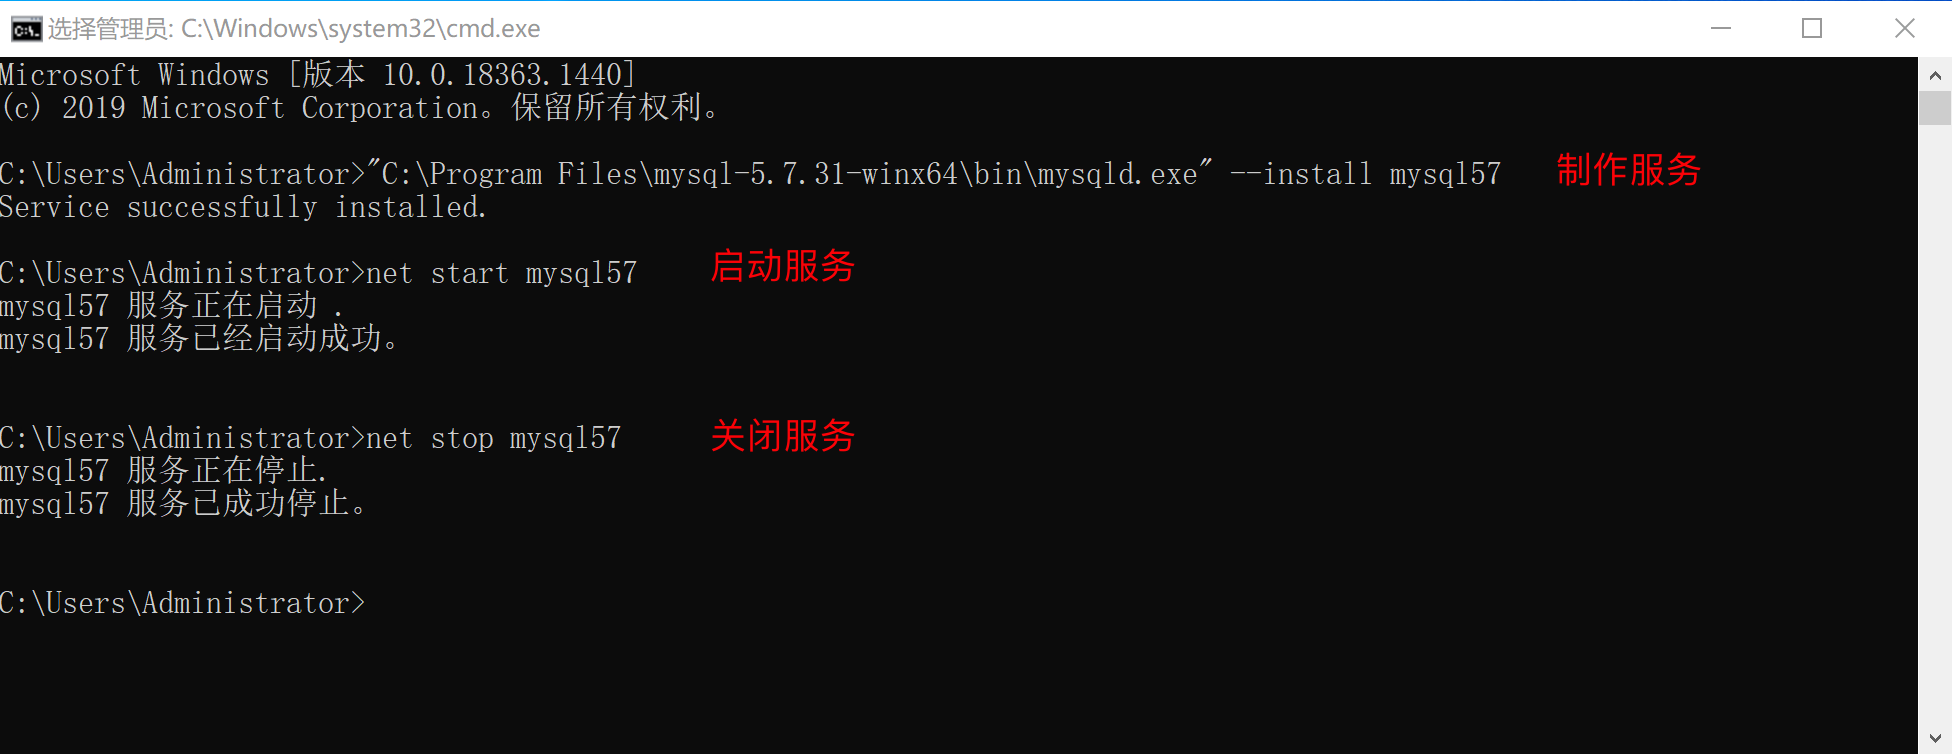 选择管理员: C:\Windows\system32\cmd.exe
Microsoft Windows [版本 10.0.18363.1440]
(c) 2019 Microsoft Corporation。保留所有权利。
C:\Users\Administrator>"C:\Program Files\mysql-5.7.31-winx64\bin\mysqld.exe" --install mysql57 制作服务
Service successfully installed.
C:\Users\Administrator>net start mysql57 启动服务
mysql57 服务正在启动 .
mysql57 服务已经启动成功。
C:\Users\Administrator>net stop mysql57 关闭服务
mysql57 服务正在停止.
mysql57 服务已成功停止。
C:\Users\Administrator>